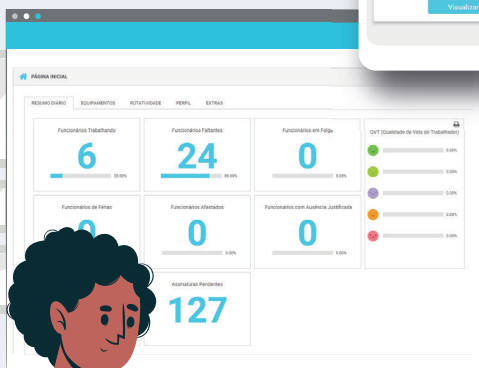 Visualizar
PÁGINA INICIAL
RESUMO DIÁRIO EQUIPAMENTOS ROTATIVIDADE PERFIL EXTRAS
Funcionários Trabalhando
6
20.00%
Funcionários Faltantes
24
80.00%
Funcionários em Folga
0
0.00%
QVT (Qualidade de Vida do Trabalhador)
0.00%
0.00%
0.00%
0.00%
0.00%
Funcionários de Férias
Funcionários Afastados
0
0.00%
Funcionários com Ausência Justificada
0
0.00%
Assinaturas Pendentes
127